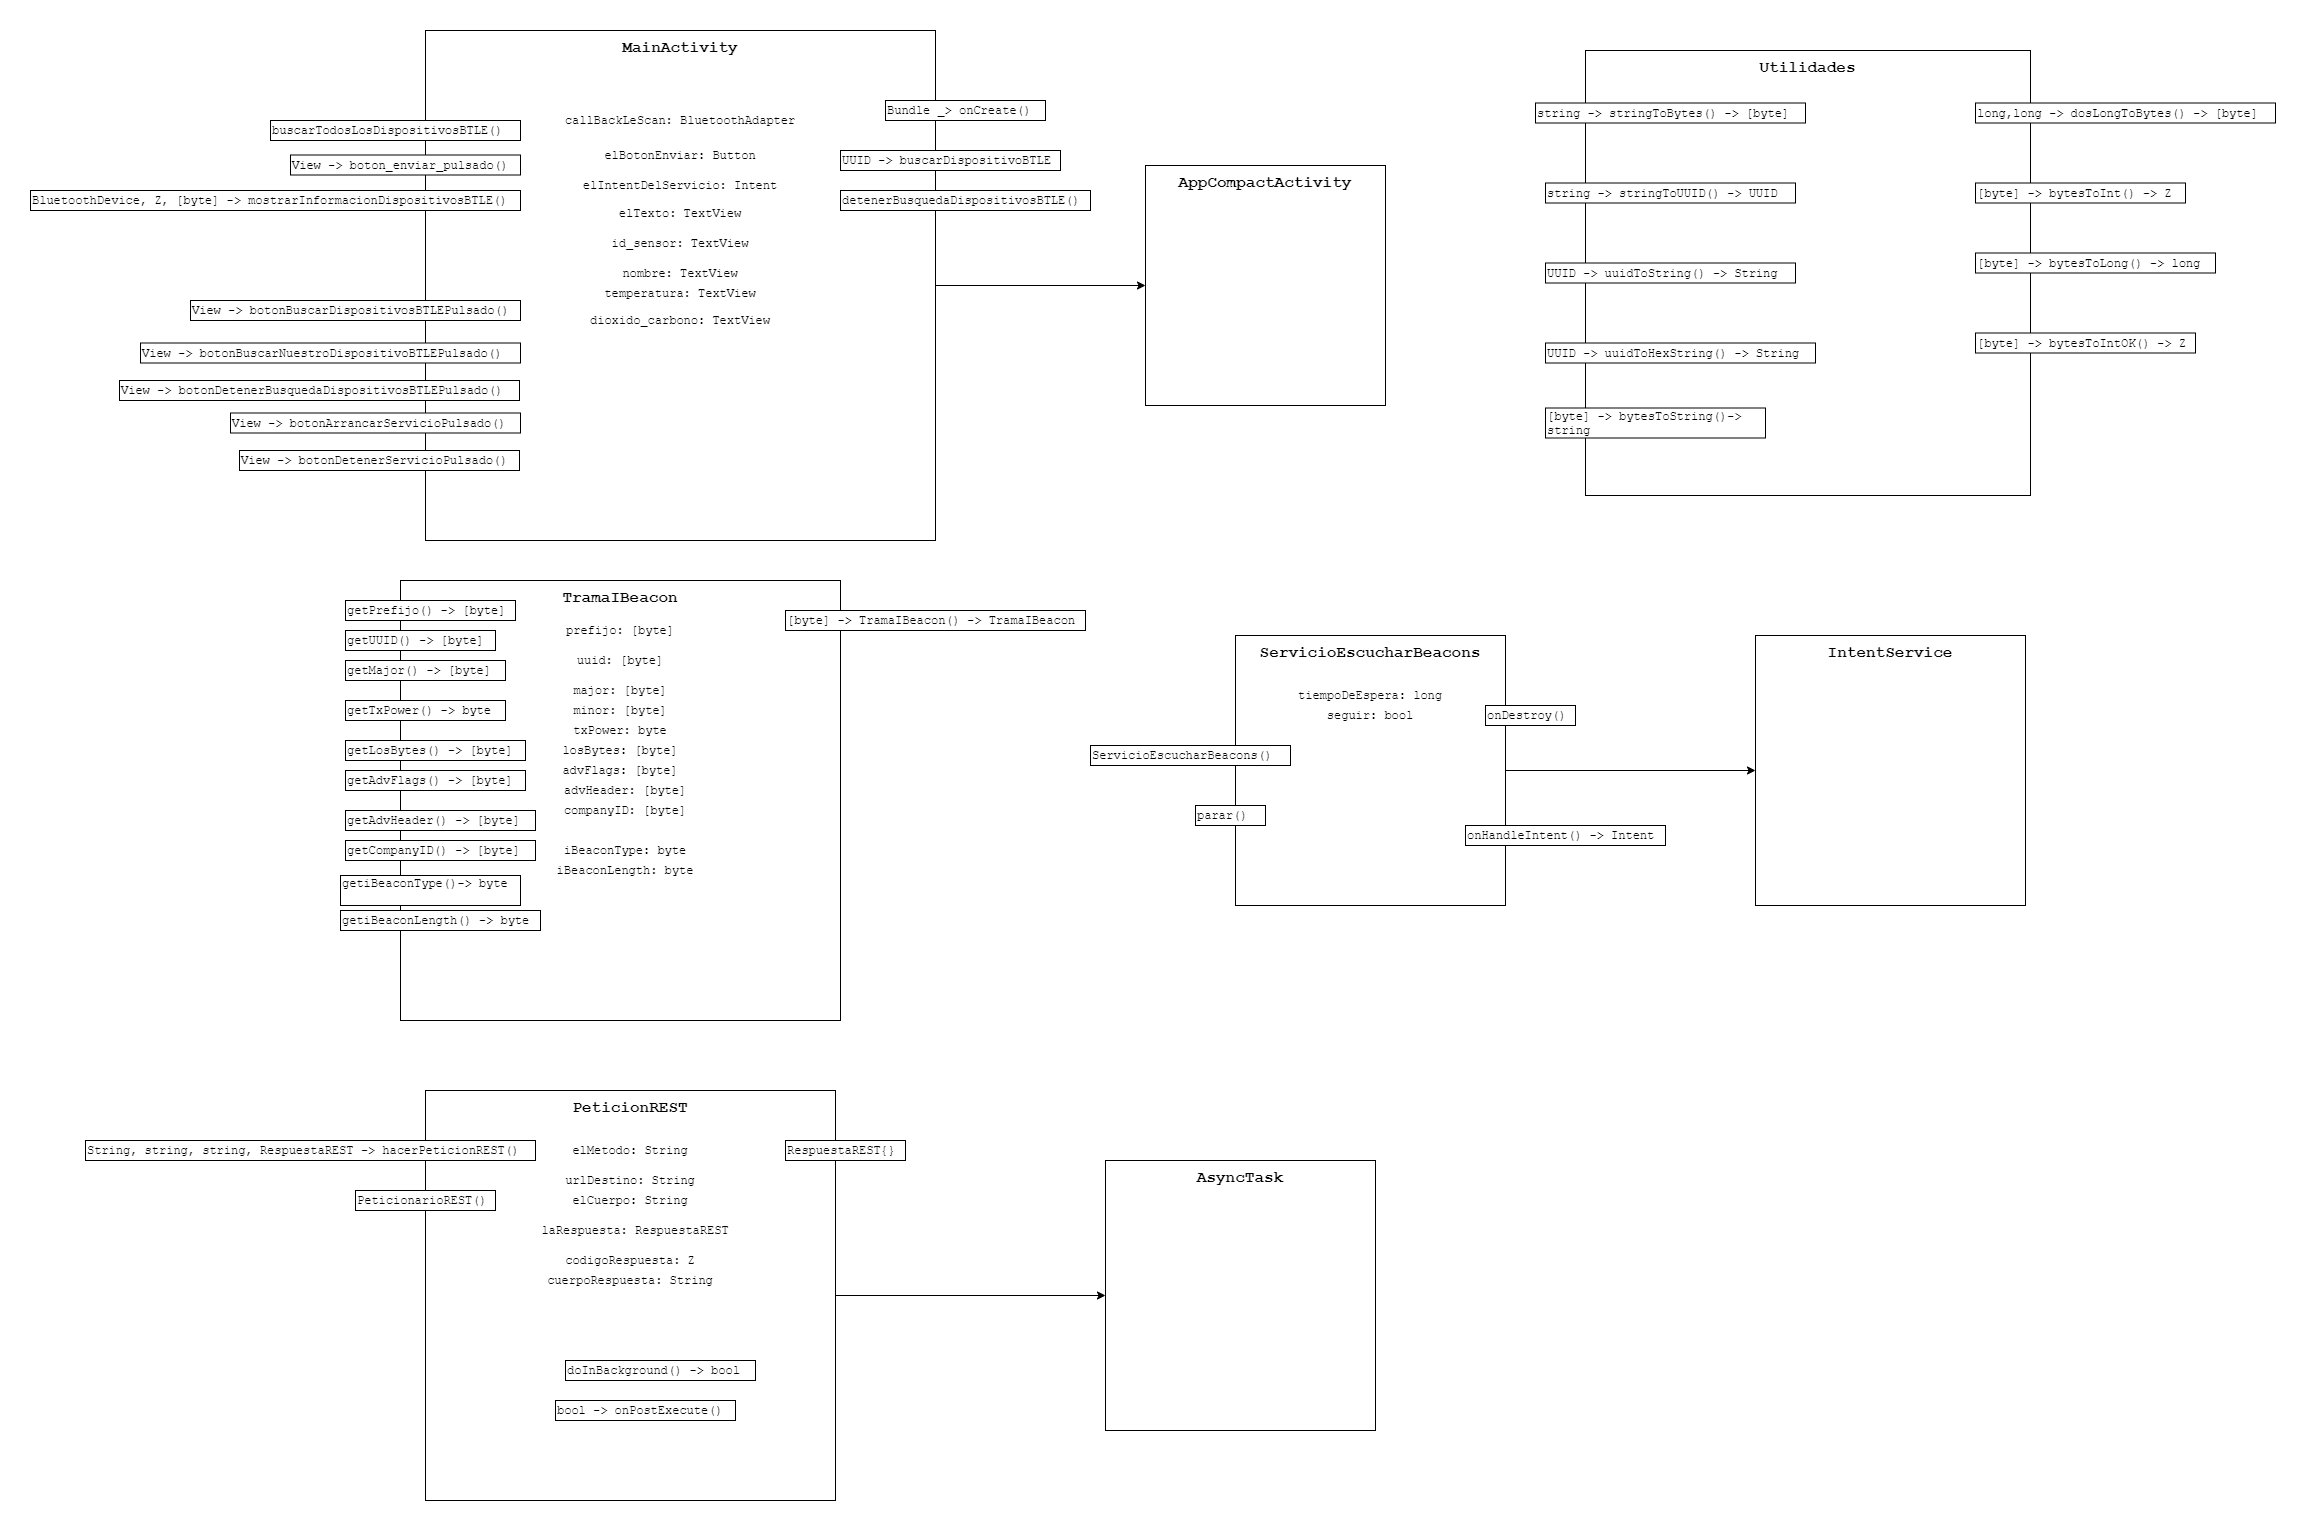 MainActivity
callBackLeScan: BluetoothAdapter
elBotonEnviar: Button
elIntentDelServicio: Intent
elTexto: TextView
id_sensor: TextView
nombre: TextView
temperatura: TextView
dioxido_carbono: TextView
buscarTodosLosDispositivosBTLE()
View -> boton_enviar_pulsado()
BluetoothDevice, Z, [byte] -> mostrarInformacionDispositivosBTLE()
View -> botonBuscarDispositivosBTLEPulsado()
View -> botonBuscarNuestroDispositivoBTLEPulsado()
View -> botonDetenerBusquedaDispositivosBTLEPulsado()
View -> botonArrancarServicioPulsado()
View -> botonDetenerServicioPulsado()
Bundle _> onCreate()
UUID -> buscarDispositivoBTLE
detenerBusquedaDispositivosBTLE()
AppCompactActivity
Utilidades
string -> stringToBytes() -> [byte]
string -> stringToUUID() -> UUID
UUID -> uuidToString() -> String
UUID -> uuidToHexString() -> String
[byte] -> bytesToString()->
string
long,long -> dosLongToBytes() -> [byte]
[byte] -> bytesToInt() -> Z
[byte] -> bytesToLong() -> long
[byte] -> bytesToIntOK() -> Z
TramaIBeacon
getPrefijo() -> [byte]
getUUID() -> [byte]
getMajor() -> [byte]
getTxPower() -> byte
getLosBytes() -> [byte]
getAdvFlags() -> [byte]
getAdvHeader() -> [byte]
getCompanyID() -> [byte]
getiBeaconType()-> byte
getiBeaconLength() -> byte
prefijo: [byte]
uuid: [byte]
major: [byte]
minor: [byte]
txPower: byte
losBytes: [byte]
advFlags: [byte]
advHeader: [byte]
companyID: [byte]
iBeaconType: byte
iBeaconLength: byte
[byte] -> TramaIBeacon() -> TramaIBeacon
ServicioEscucharBeacons
tiempoDeEspera: long
seguir: bool
ServicioEscucharBeacons()
parar()
onDestroy()
onHandleIntent() -> Intent
IntentService
PeticionREST
String, string, string, RespuestaREST -> hacerPeticionREST()
PeticionarioREST()
elMetodo: String
urlDestino: String
elCuerpo: String
laRespuesta: RespuestaREST
codigoRespuesta: Z
cuerpoRespuesta: String
RespuestaREST{}
doInBackground() -> bool
bool -> onPostExecute()
AsyncTask